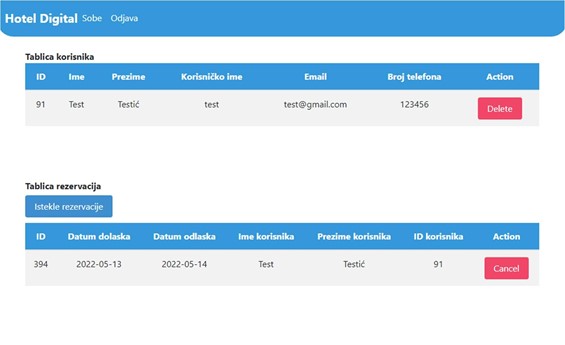 Hotel Digital Sobe Odjava
Tablica korisnika
ID Ime Prezime Korisničko ime Email Broj telefona Action
91 Test Testić test test@gmail.com 123456 Delete
Tablica rezervacija
Istekle rezervacije
ID Datum dolaska Datum odlaska Ime korisnika Prezime korisnika ID korisnika Action
394 2022-05-13 2022-05-14 Test Testić 91 Cancel